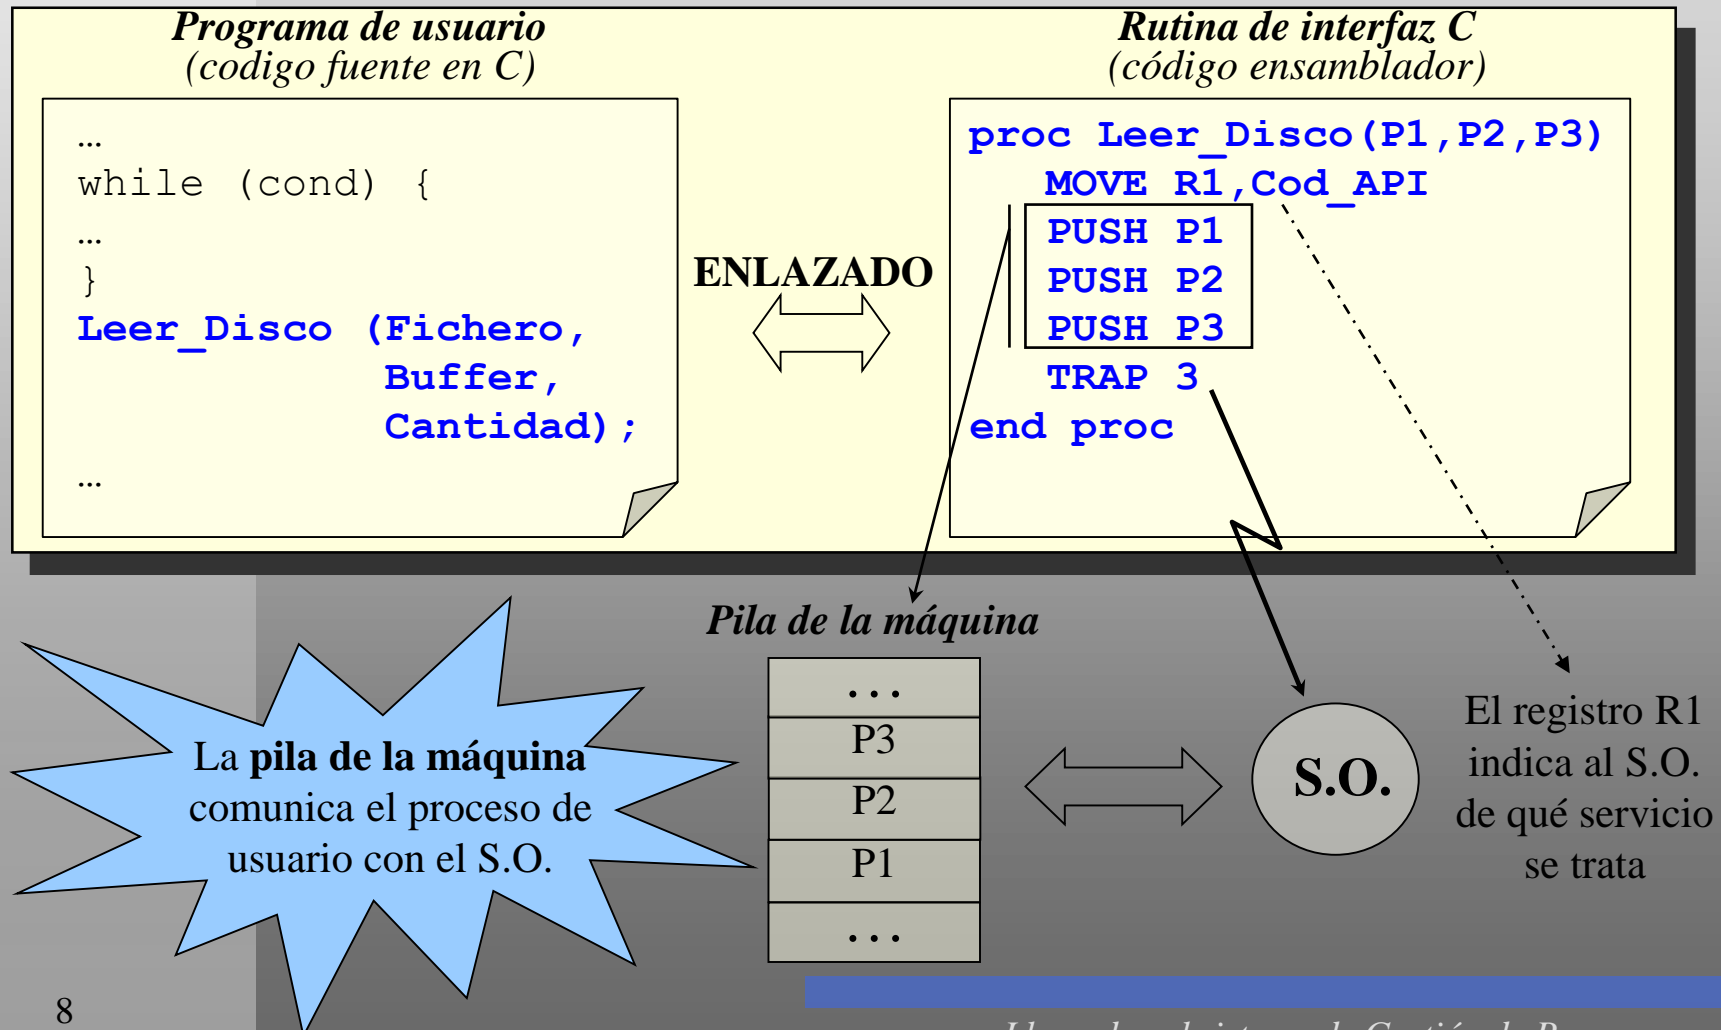 Programa de usuario
(codigo fuente en C)
…
while (cond) {
…
}
Leer_Disco (Fichero,
Buffer,
Cantidad);
…
ENLAZADO
Rutina de interfaz C
(código ensamblador)
proc Leer_Disco(P1,P2,P3)
MOVE R1,Cod_API
PUSH P1
PUSH P2
PUSH P3
TRAP 3
end proc
La pila de la máquina
comunica el proceso de
usuario con el S.O.
Pila de la máquina
...
P3
P2
P1
...
S.O.
El registro R1
indica al S.O.
de qué servicio
se trata
8